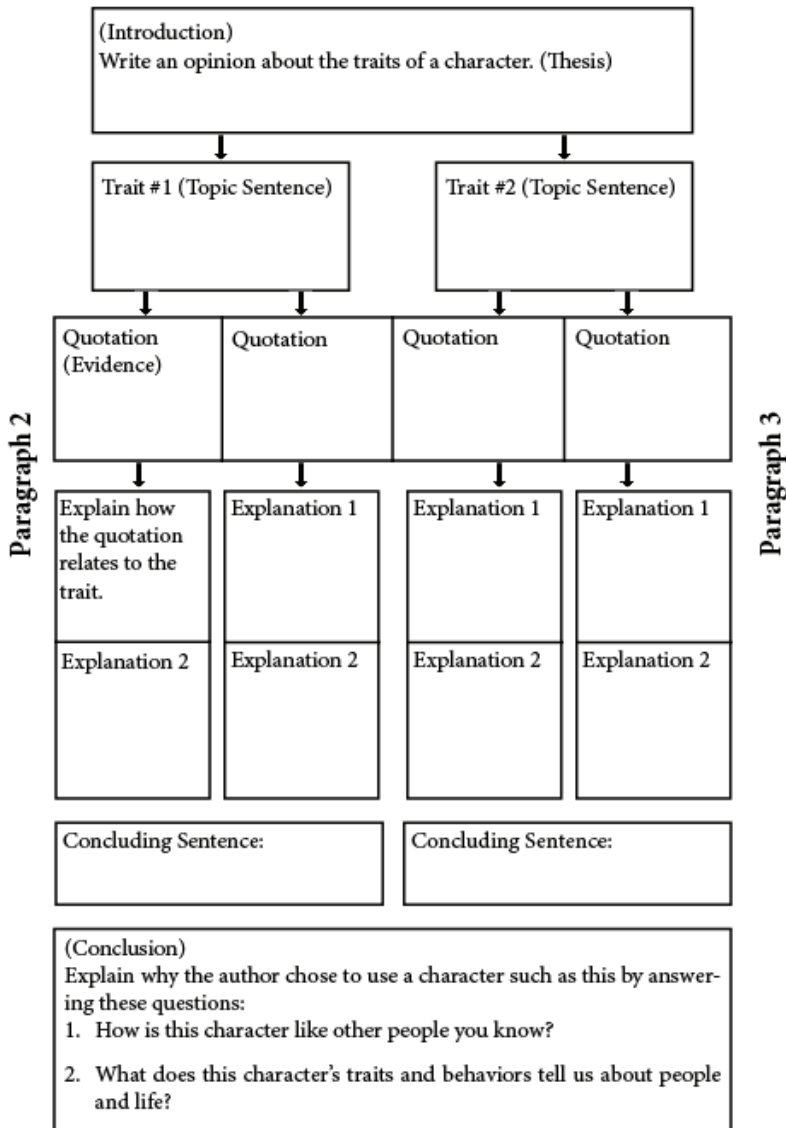 (Introduction)
Write an opinion about the traits of a character. (Thesis)
Trait #1 (Topic Sentence)
Trait #2 (Topic Sentence)
Paragraph 2
Quotation
(Evidence)
Quotation
Quotation
Quotation
Paragraph 3
Explain how
the quotation
relates to the
trait.
Explanation 1
Explanation 1
Explanation 1
Explanation 2
Explanation 2
Explanation 2
Explanation 2
Concluding Sentence:
Concluding Sentence:
(Conclusion)
Explain why the author chose to use a character such as this by answer-
ing these questions:
1. How is this character like other people you know?
2. What does this character's traits and behaviors tell us about people
and life?